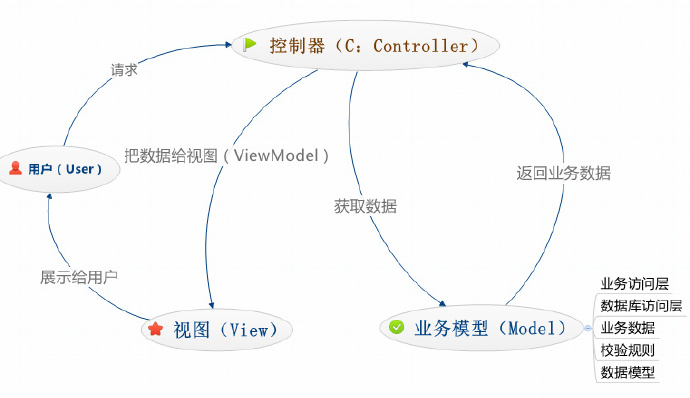 控制器（C：Controller）
请求
把数据给视图（ViewModel）
用户（User）
获取数据
返回业务数据
展示给用户
视图（View）
业务模型（Model）
业务访问层
数据库访问层
业务数据
校验规则
数据模型